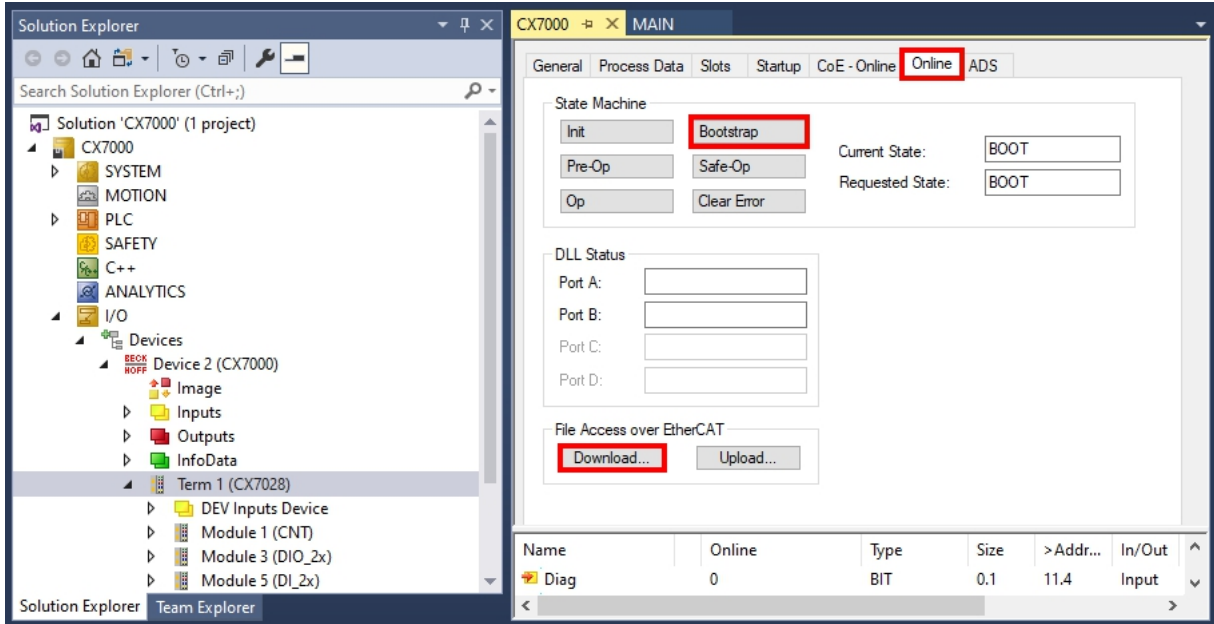 Solution Explorer
Search Solution Explorer (Ctrl+;)
Solution 'CX7000' (1 project)
CX7000
SYSTEM
MOTION
PLC
SAFETY
C++
ANALYTICS
I/O
Devices
BECK
HOFF
Device 2 (CX7000)
Image
Inputs
Outputs
InfoData
Term 1 (CX7028)
DEV Inputs Device
Module 1 (CNT)
Module 3 (DIO_2x)
Module 5 (DI_2x)
Solution Explorer Team Explorer
CX7000 MAIN
General Process Data Slots Startup CoE - Online Online ADS
State Machine
Init Bootstrap
Pre-Op Safe-Op
Op Clear Error
Current State: BOOT
Requested State: BOOT
DLL Status
Port A:
Port B:
Port C:
Port D:
File Access over EtherCAT
Download... Upload...
Name Online Type Size >Addr... In/Out
Diag 0 BIT 0.1 11.4 Input